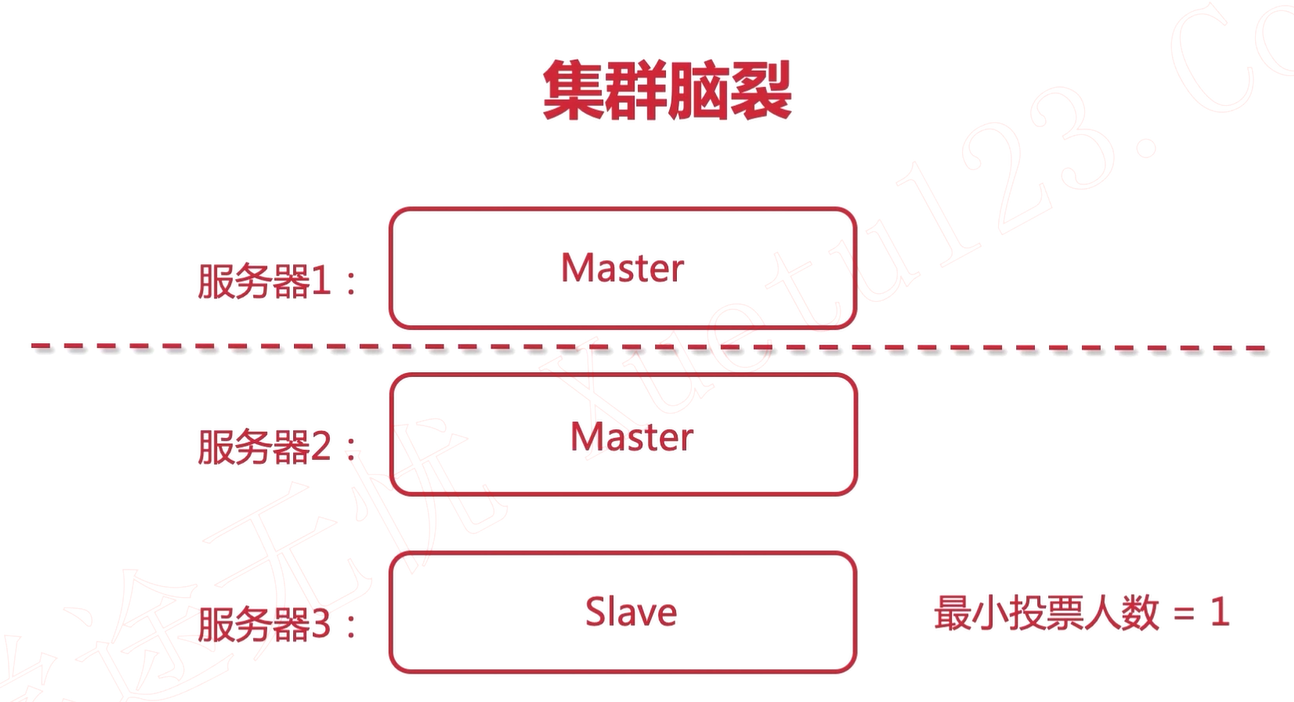 集群脑裂
服务器1：
Master
服务器2：
Master
服务器3：
Slave
最小投票人数 = 1
途无忧 Xuetu123.Co